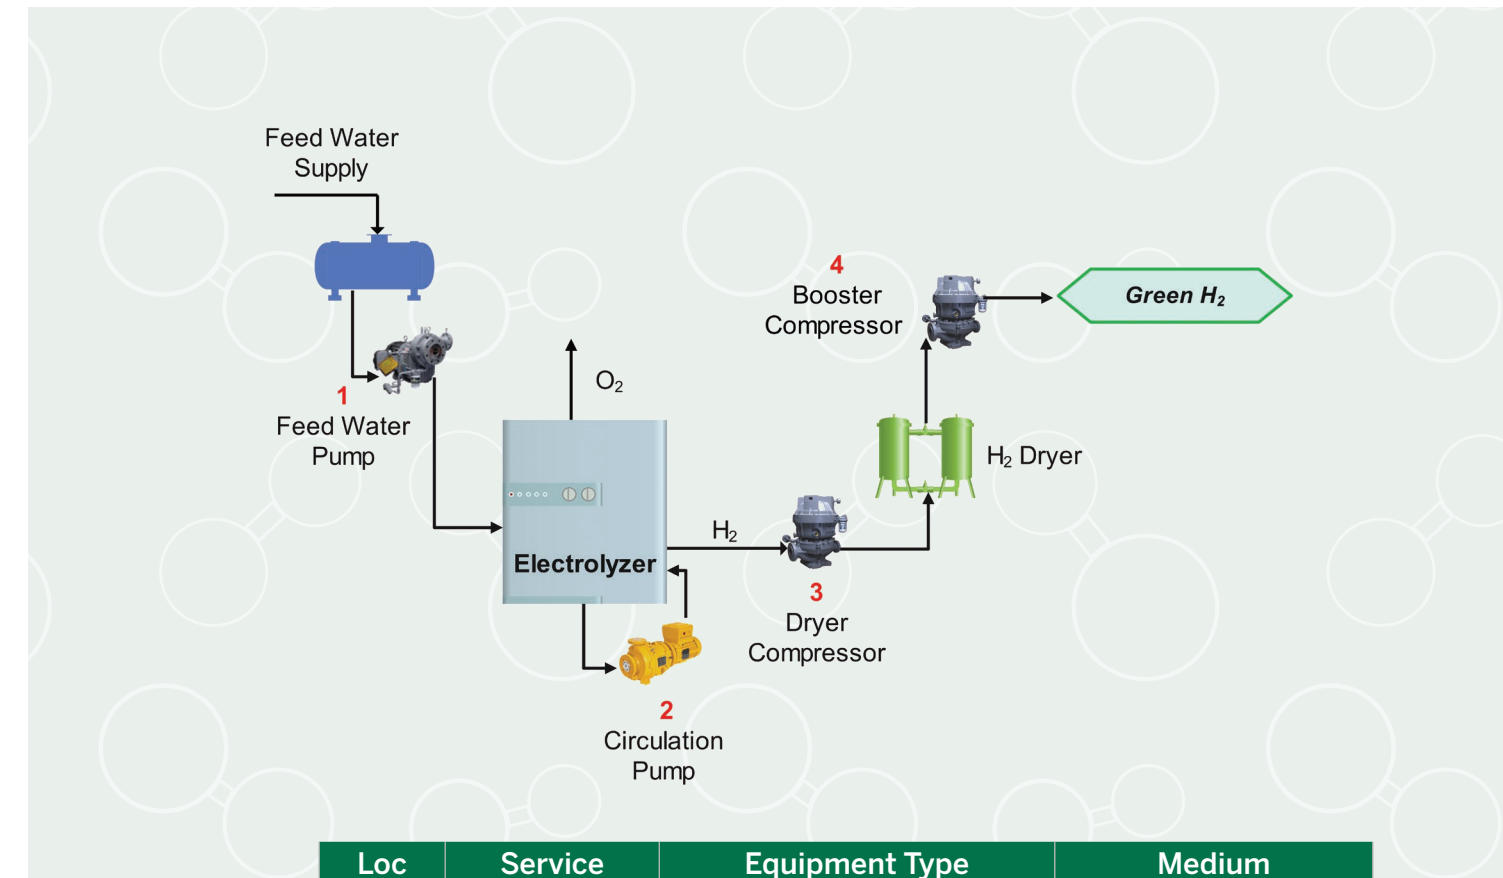 Feed Water
Supply
4
Booster
Compressor
Green H₂
O₂
1
Feed Water
Pump
H₂ Dryer
H₂
Electrolyzer
3
Dryer
Compressor
2
Circulation
Pump
Loc Service Equipment Type Medium